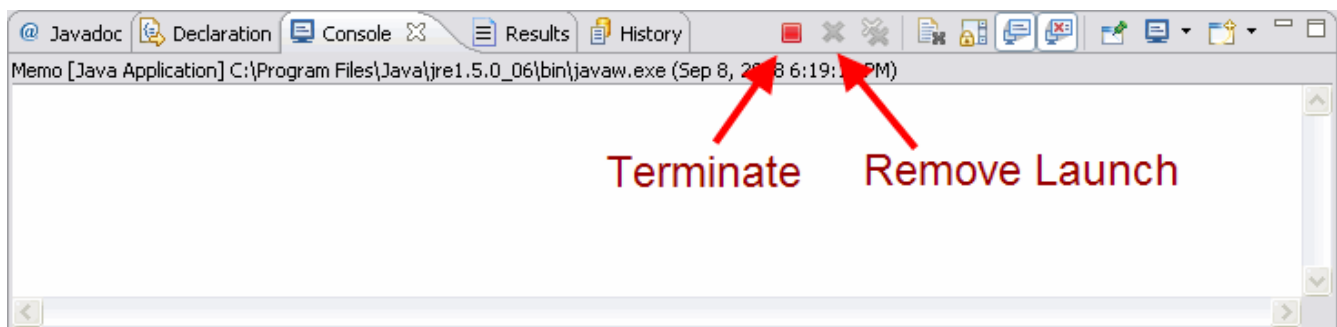 @ Javadoc Declaration Console Results History
Memo [Java Application] C:\Program Files\Java\jre1.5.0_06\bin\javaw.exe (Sep 8, PM)
Terminate Remove Launch